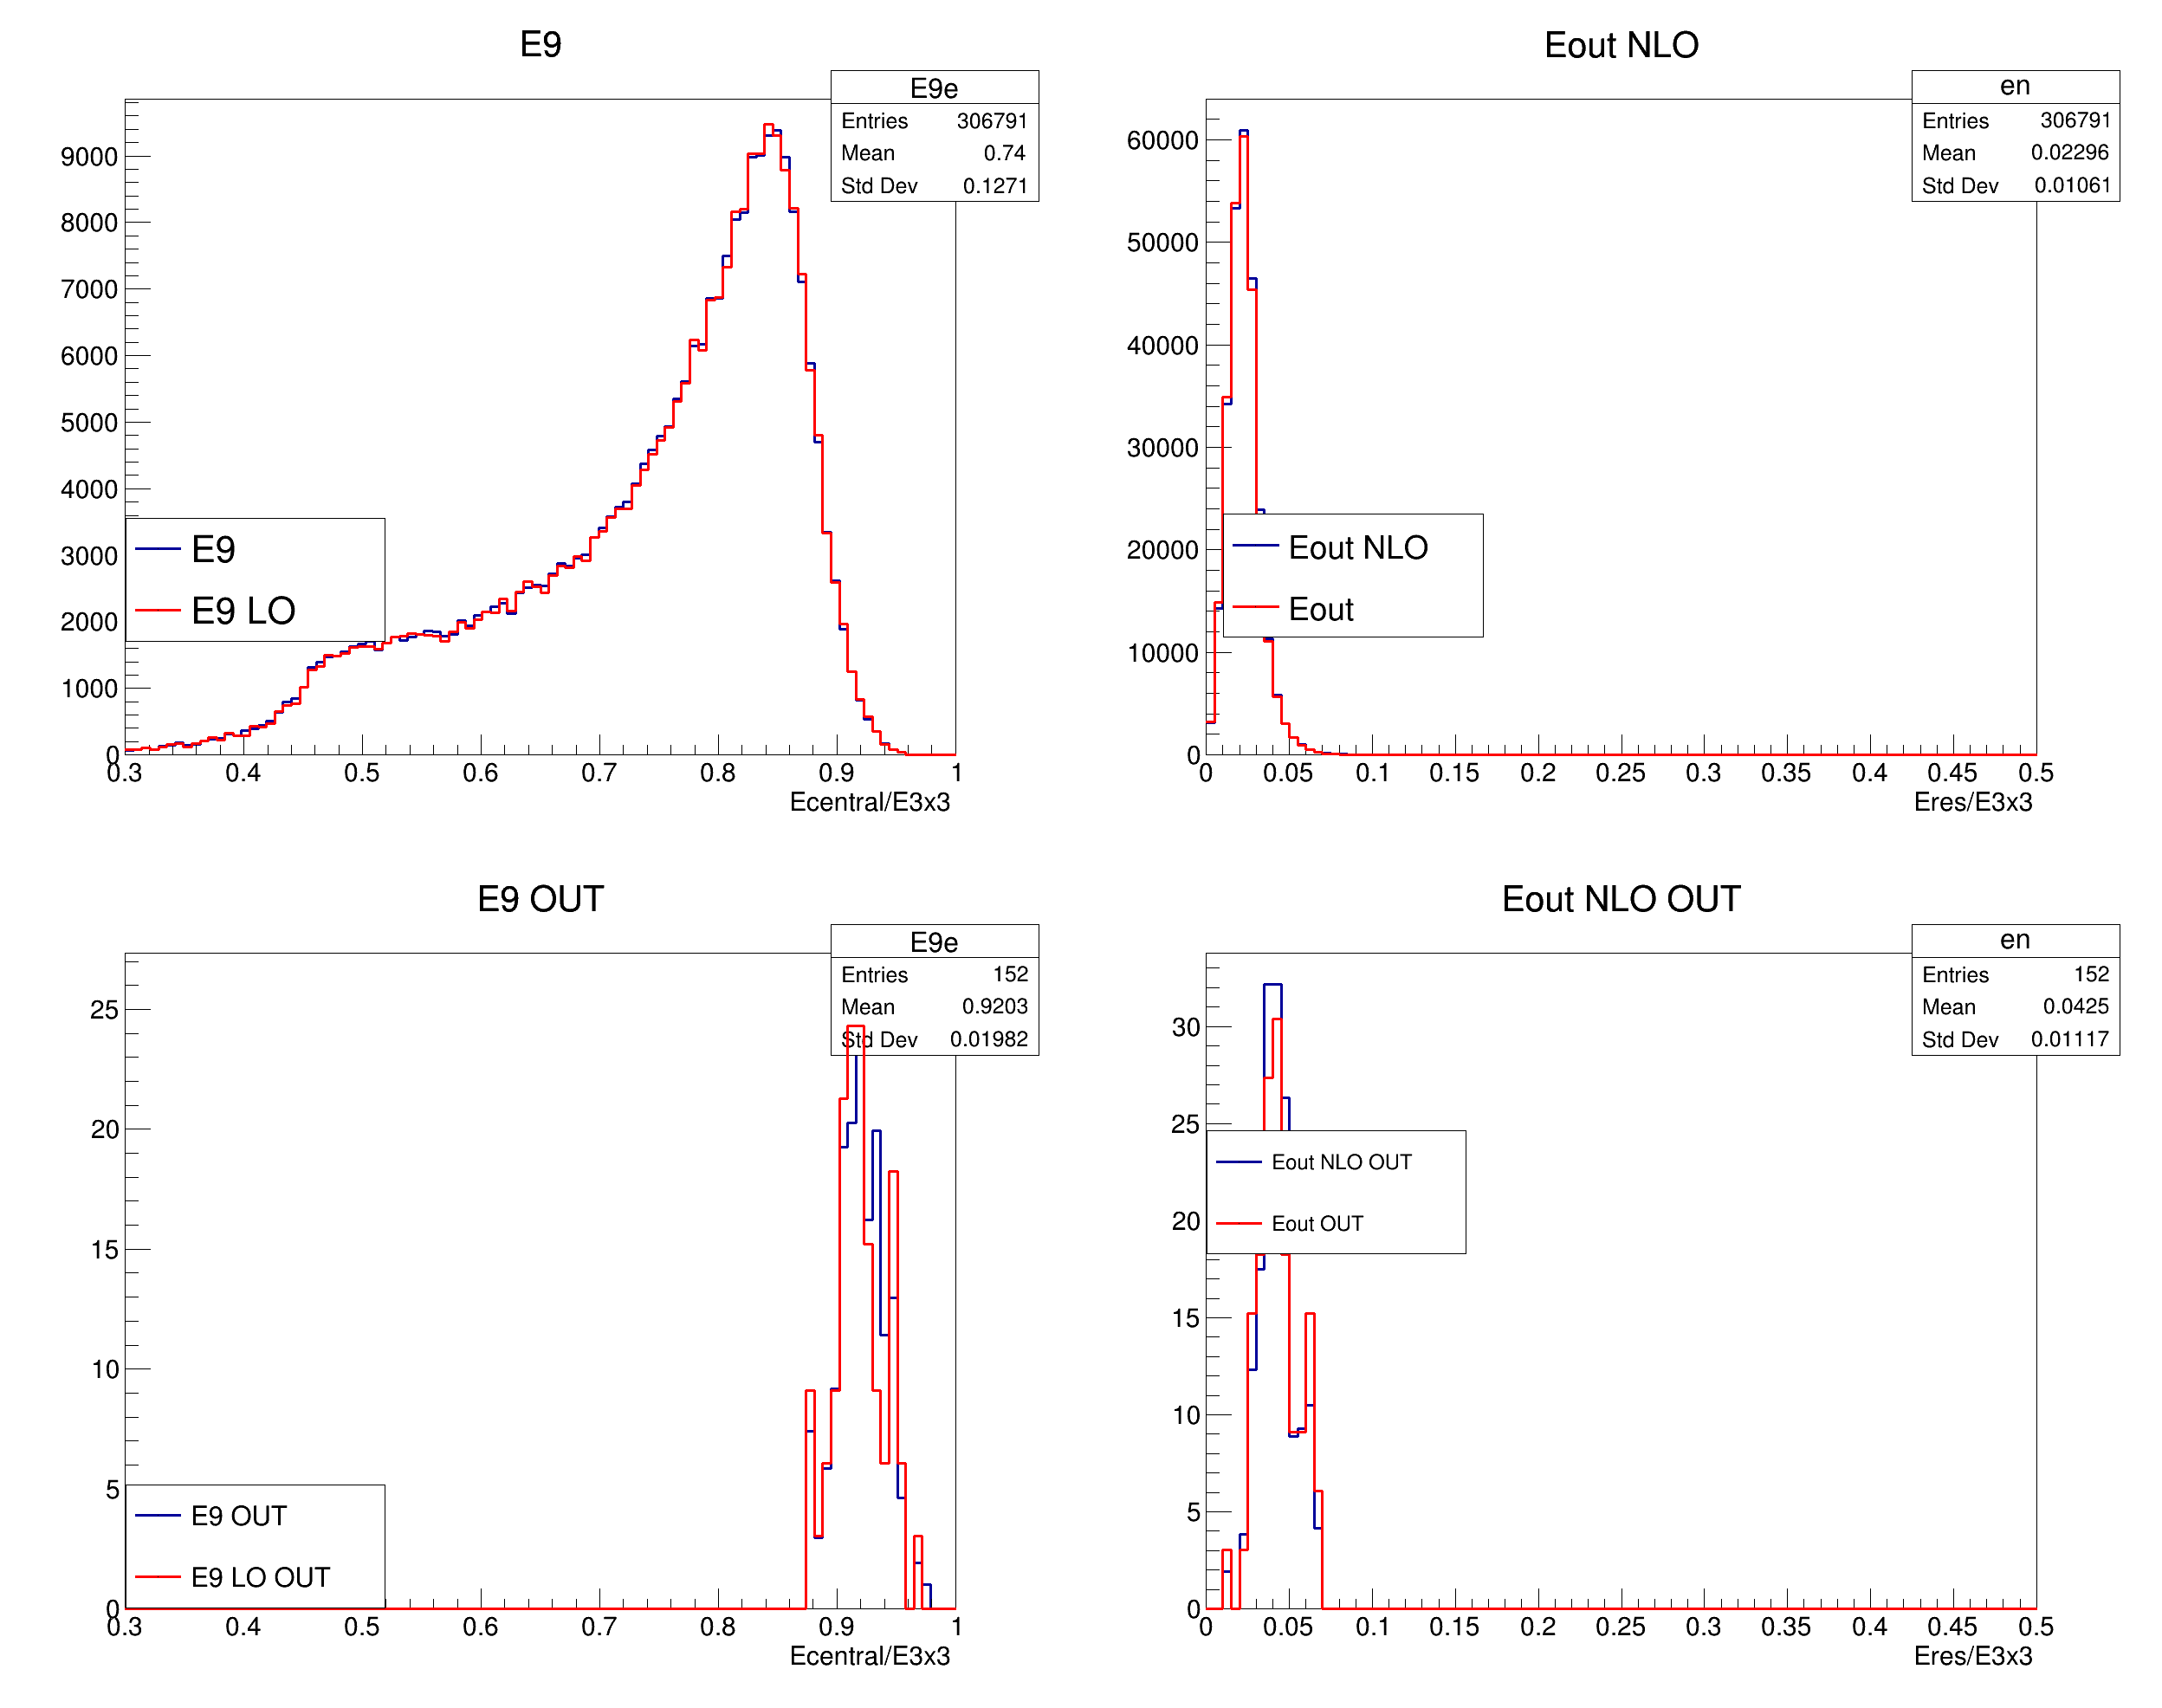 E9
E9e
Entries 306791
Mean 0.74
Std Dev 0.1271
9000
8000
7000
6000
5000
4000
3000
2000
1000
0
E9
E9 LO
0.3 0.4 0.5 0.6 0.7 0.8 0.9 1
Ecentral/E3x3
Eout NLO
en
Entries 306791
Mean 0.02296
Std Dev 0.01061
60000
50000
40000
30000
20000
10000
0
Eout NLO
Eout
0 0.05 0.1 0.15 0.2 0.25 0.3 0.35 0.4 0.45 0.5
Eres/E3x3
E9 OUT
E9e
Entries 152
Mean 0.9203
Std Dev 0.01982
25
20
15
10
5
0
E9 OUT
E9 LO OUT
0.3 0.4 0.5 0.6 0.7 0.8 0.9 1
Ecentral/E3x3
Eout NLO OUT
en
Entries 152
Mean 0.0425
Std Dev 0.01117
30
25
20
15
10
5
0
Eout NLO OUT
Eout OUT
0 0.05 0.1 0.15 0.2 0.25 0.3 0.35 0.4 0.45 0.5
Eres/E3x3